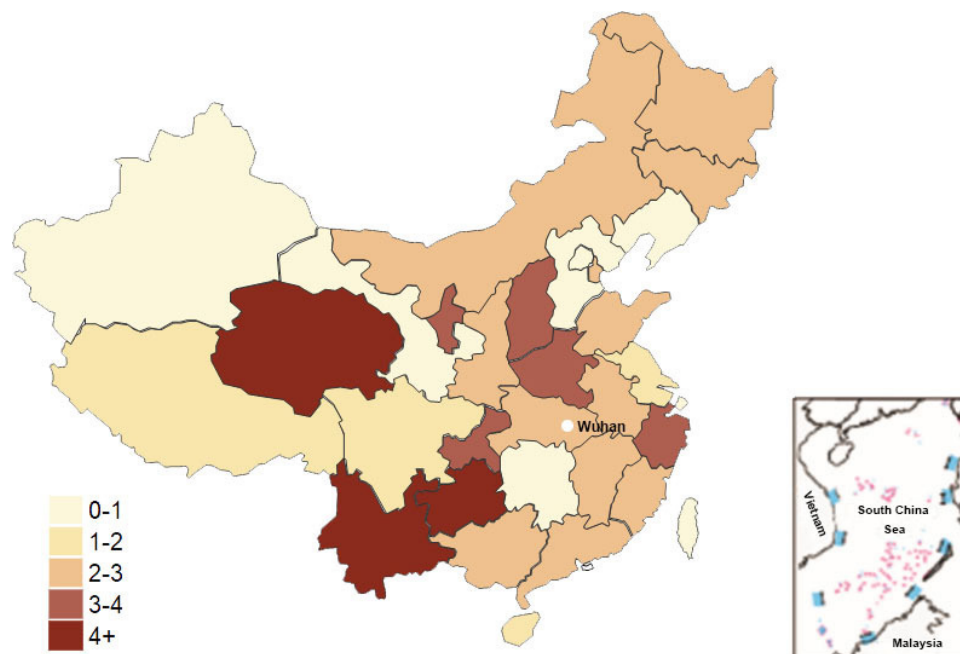 Wuhan
0-1
1-2
2-3
3-4
4+
Vietnam
South China
Sea
Malaysia